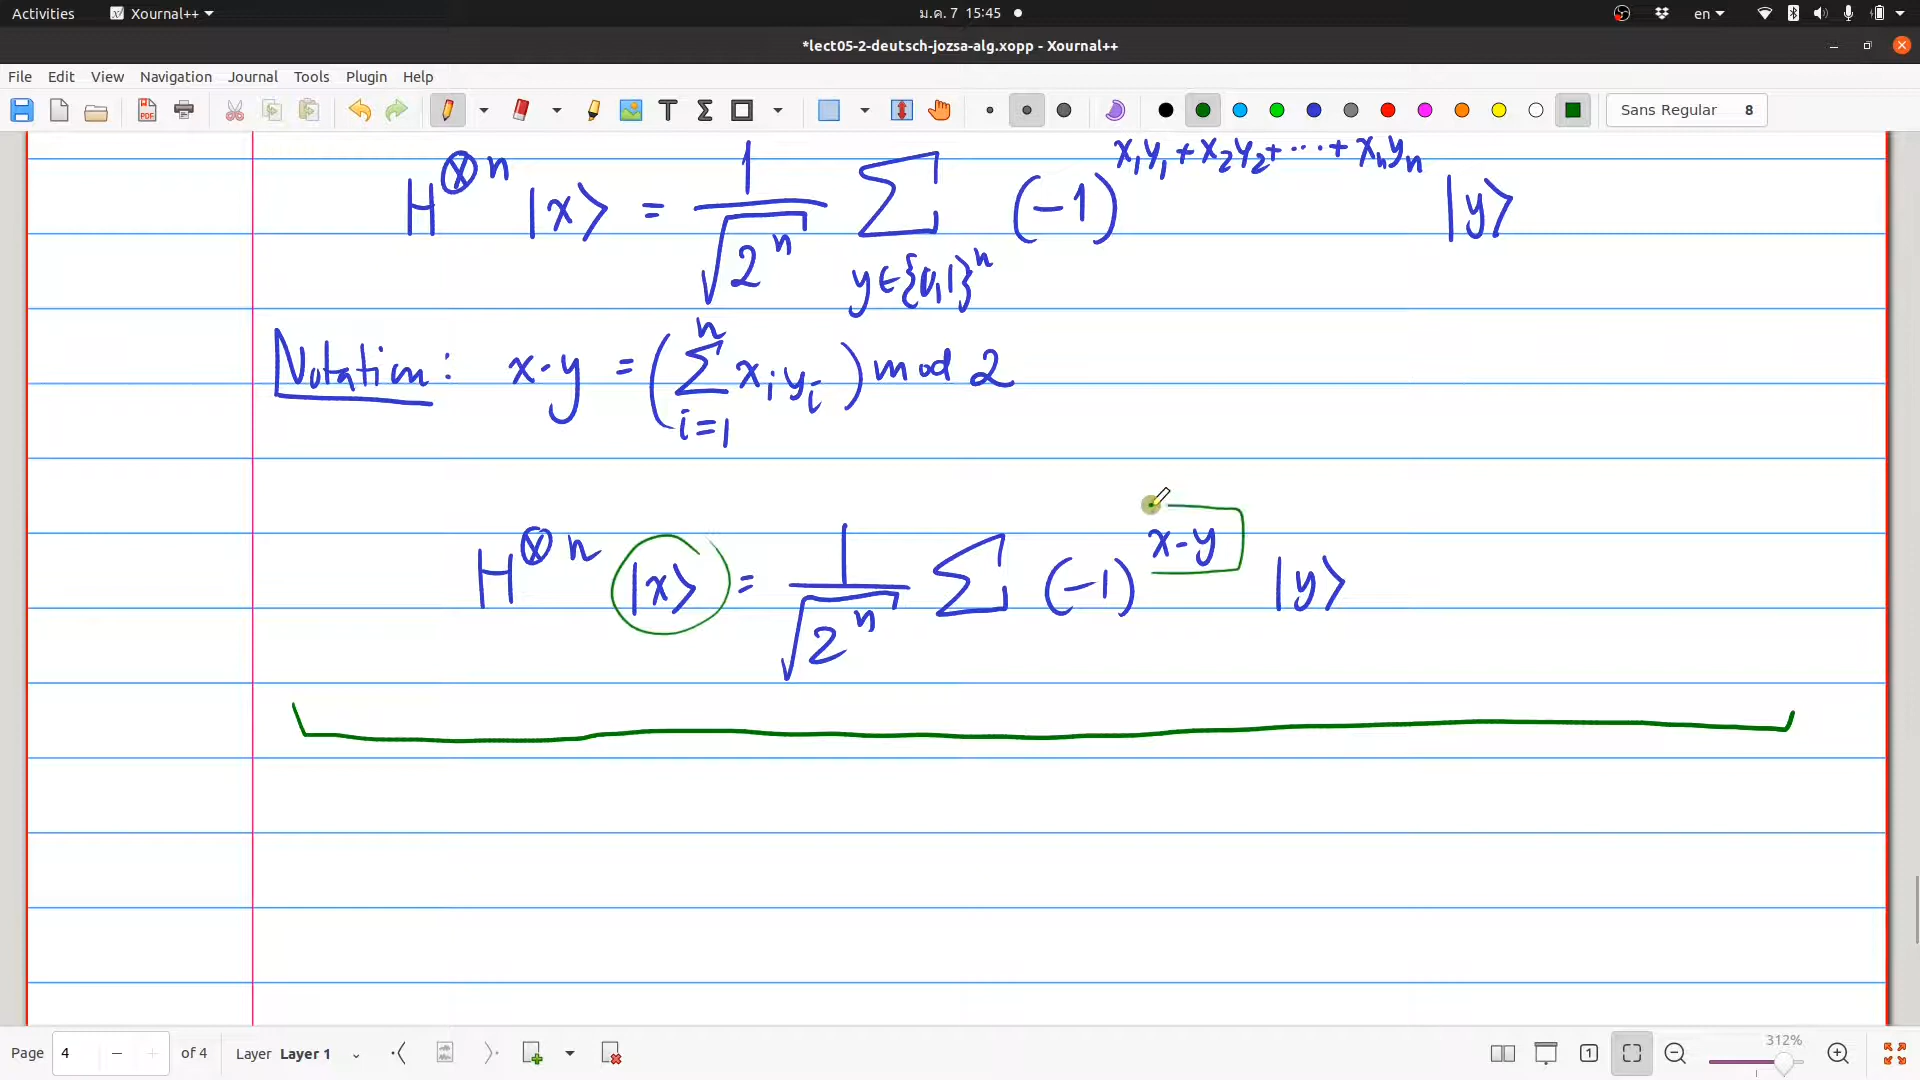 Activities Xournal++ ม.ค. 7 15:45 en
*lect05-2-deutsch-jozsa-alg.xopp - Xournal++
File Edit View Navigation Journal Tools Plugin Help
Sans Regular 8
H^{⊗n} |x⟩ = 1/√(2^n) Σ_{y∈{0,1}^n} (-1)^{x₁y₁+x₂y₂+⋯+xₙyₙ} |y⟩
Notation: x·y = (Σ_{i=1}^{n} x_i y_i) mod 2
H^{⊗n} |x⟩ = 1/√(2^n) Σ (-1)^{x·y} |y⟩
312%
Page 4 of 4 Layer Layer 1